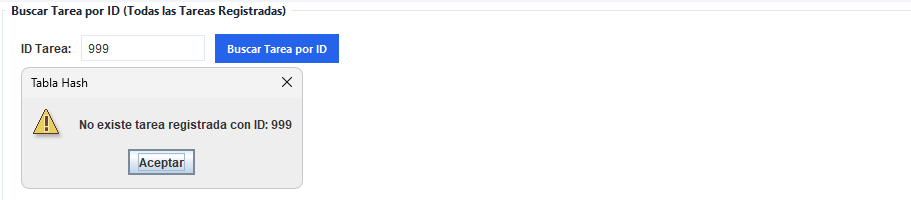 Buscar Tarea por ID (Todas las Tareas Registradas)
ID Tarea: 999 Buscar Tarea por ID
Tabla Hash
No existe tarea registrada con ID: 999
Aceptar